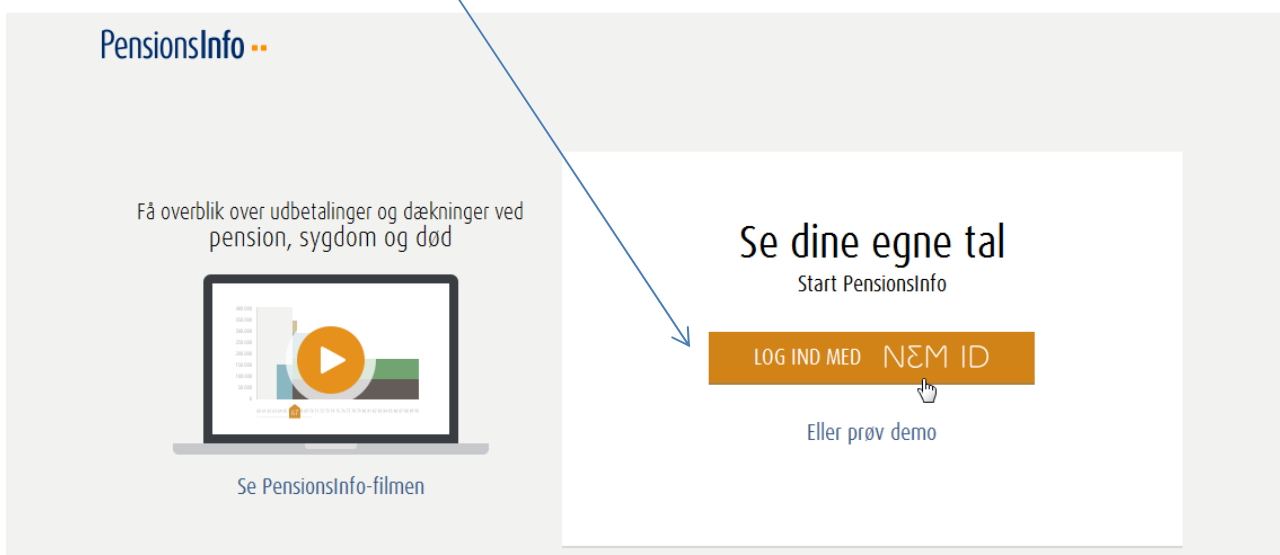 PensionsInfo
Få overblik over udbetalinger og dækninger ved
pension, sygdom og død
Se PensionsInfo-filmen
Se dine egne tal
Start PensionsInfo
LOG IND MED NEM ID
Eller prøv demo